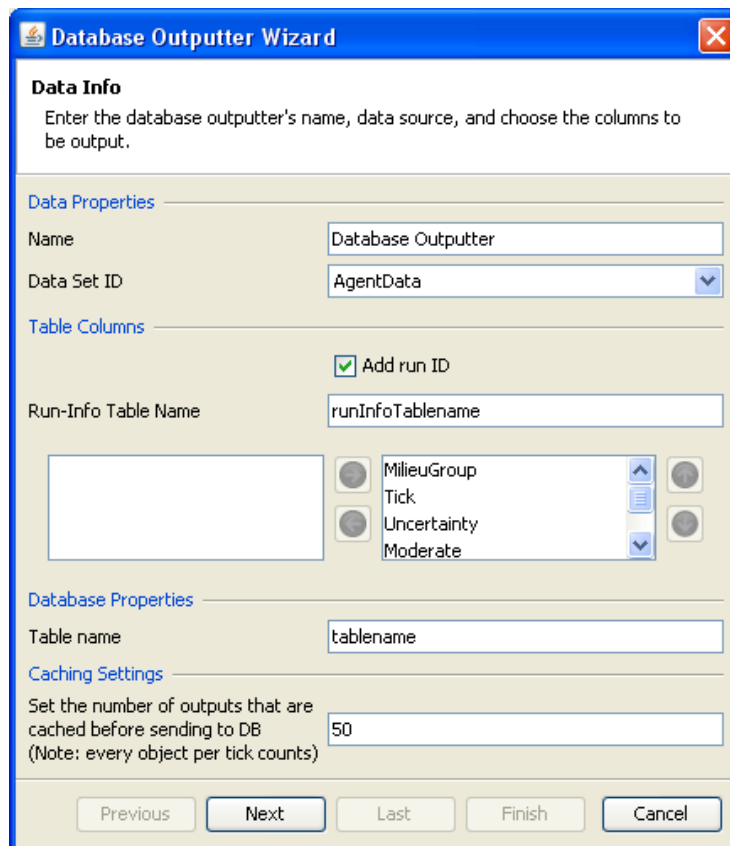 Database Outputter Wizard
Data Info
Enter the database outputter's name, data source, and choose the columns to
be output.
Data Properties
Name
Database Outputter
Data Set ID
AgentData
Table Columns
Add run ID
Run-Info Table Name
runInfoTablename
MilieuGroup
Tick
Uncertainty
Moderate
Database Properties
Table name
tablename
Caching Settings
Set the number of outputs that are
cached before sending to DB
(Note: every object per tick counts)
50
Previous
Next
Last
Finish
Cancel